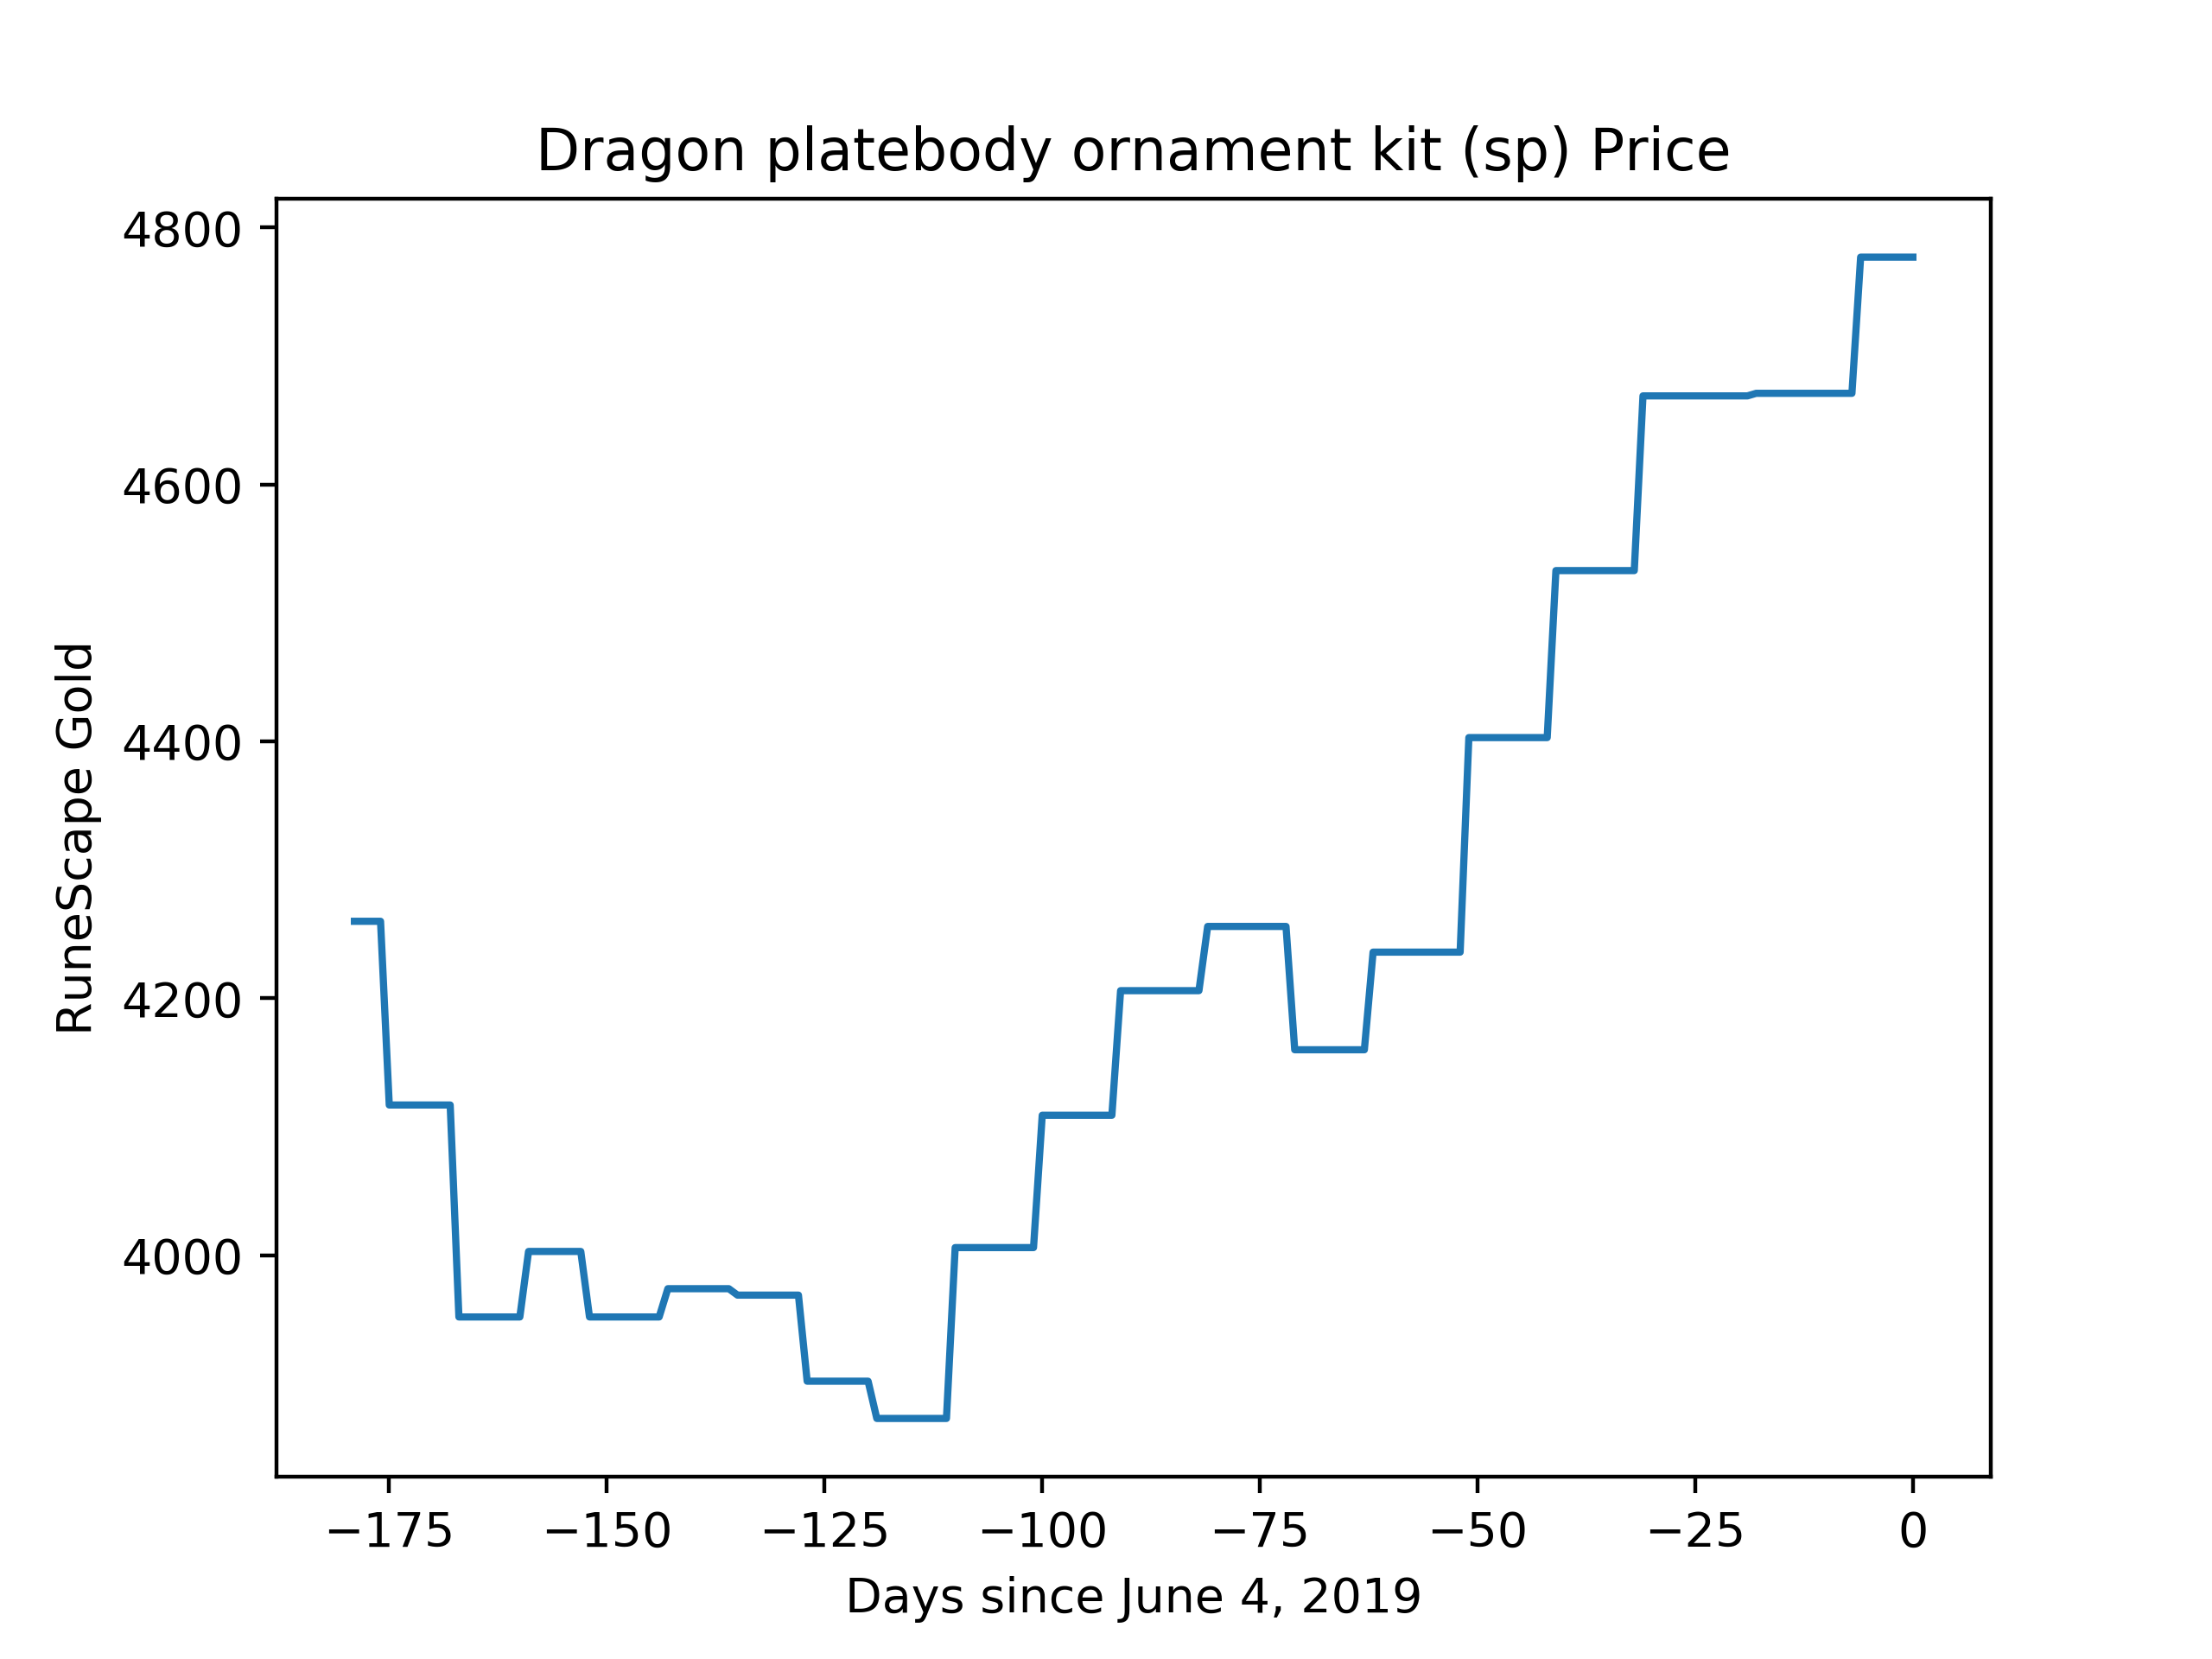 Dragon platebody ornament kit (sp) Price
4800
4600
4400
4200
4000
RuneScape Gold
−175 −150 −125 −100 −75 −50 −25 0
Days since June 4, 2019